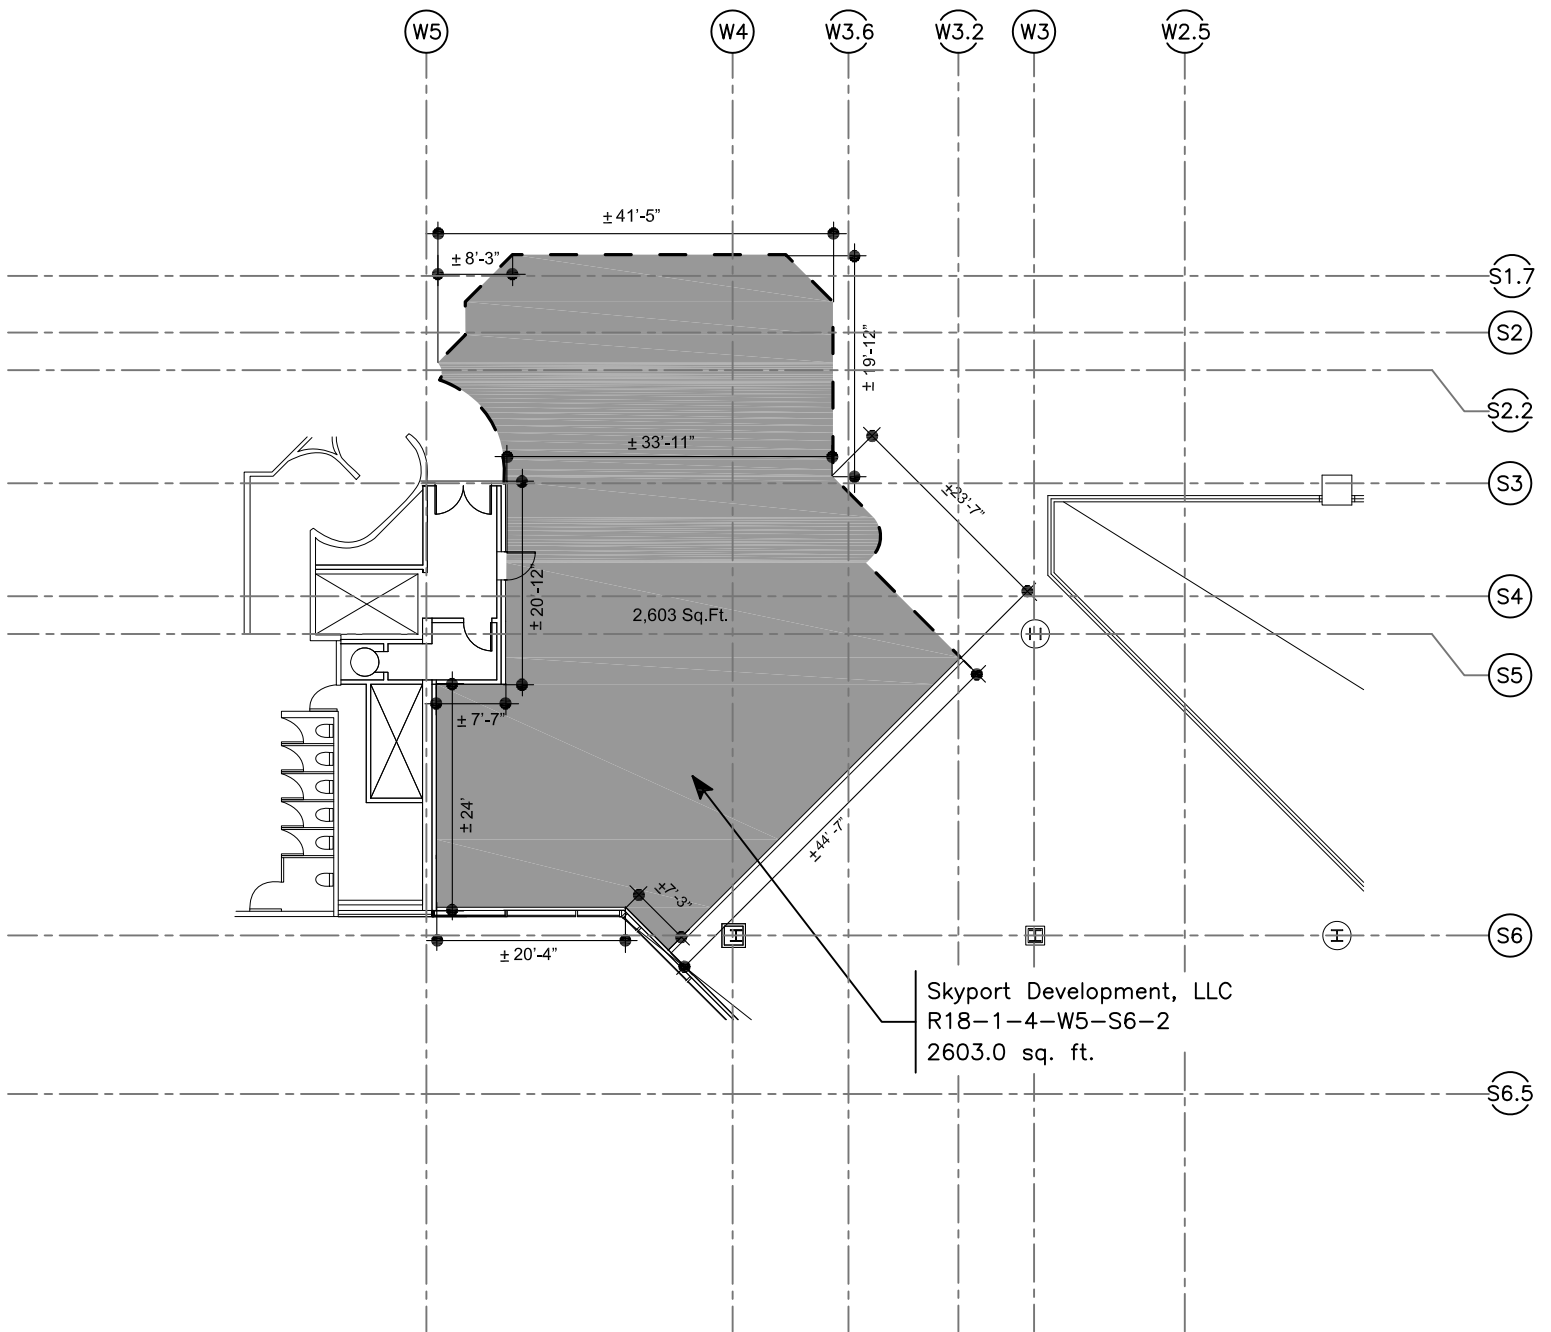 W5 W4 W3.6 W3.2 W3 W2.5
± 41'-5"
± 8'-3"
S1.7
S2
± 19'-12"
S2.2
± 33'-11"
S3
±23'-7"
± 20'-12"
S4
2,603 Sq.Ft.
S5
± 7'-7"
± 24'
±44'-7"
±7'-3"
S6
± 20'-4"
Skyport Development, LLC
R18-1-4-W5-S6-2
2603.0 sq. ft.
S6.5